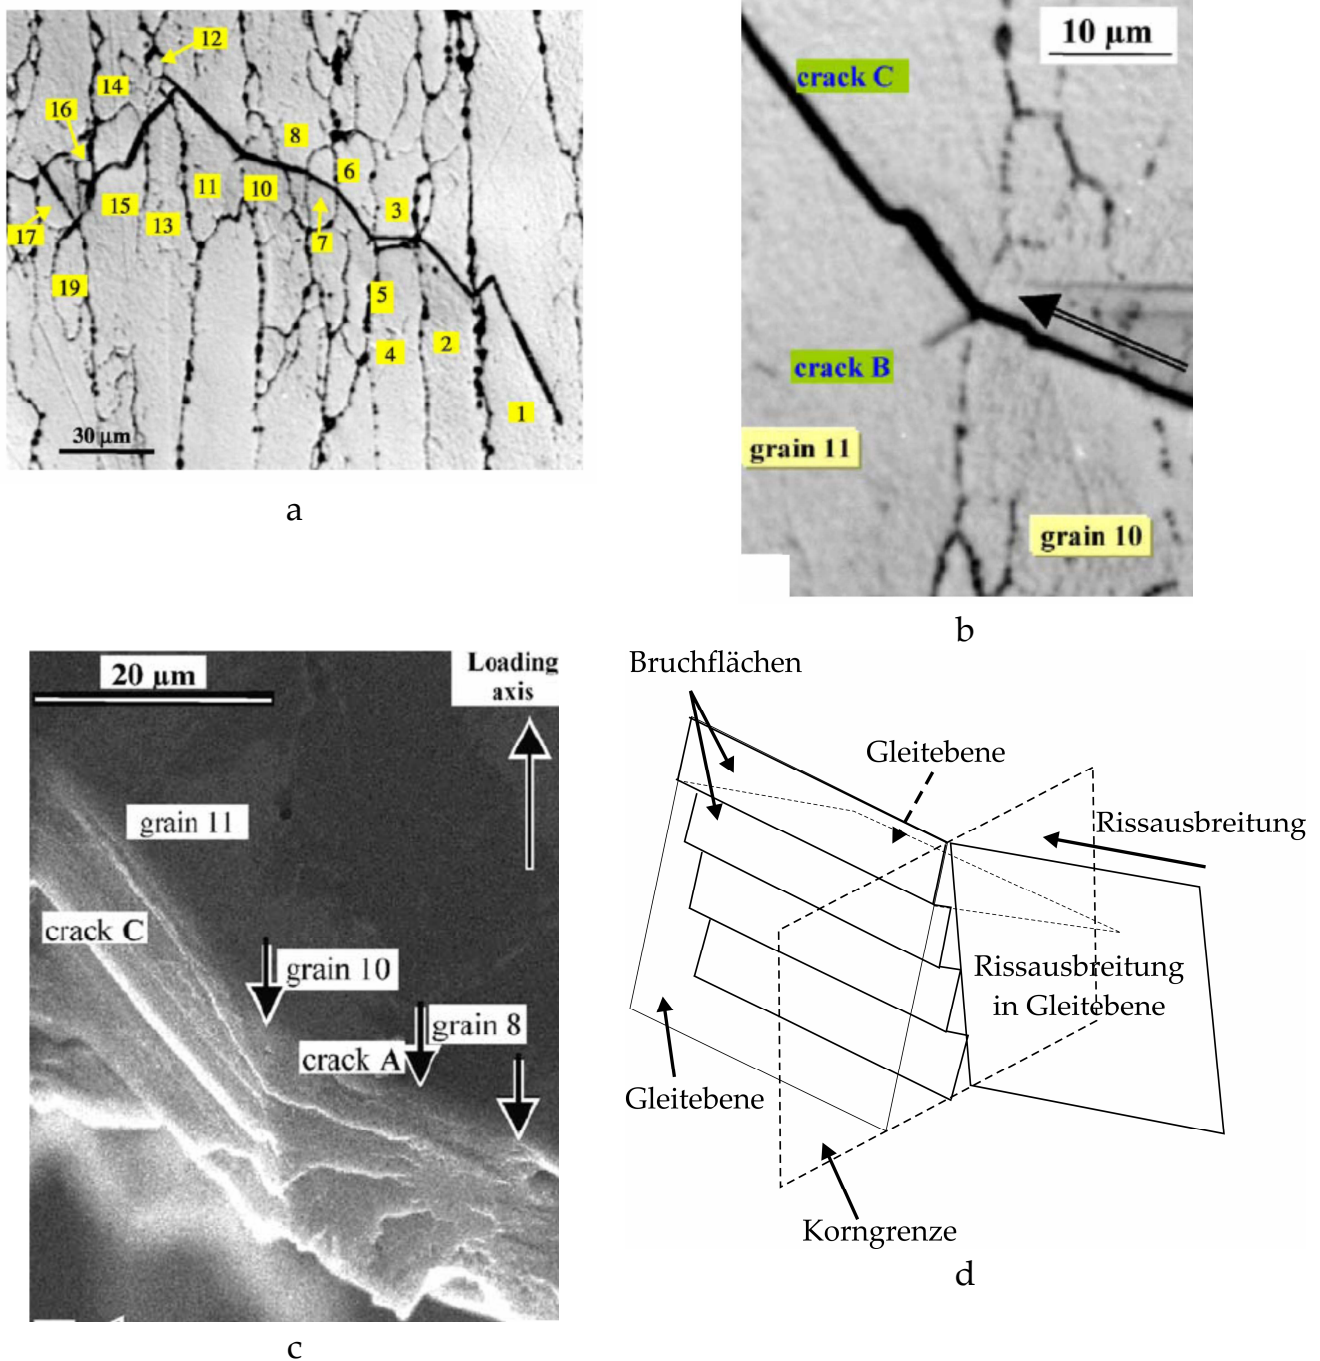 12
14
16
8
6
11
10
15
3
13
17
7
19
5
4
2
1
30 µm
a
10 µm
crack C
crack B
grain 11
grain 10
b
20 µm
Loading
axis
grain 11
crack C
grain 10
grain 8
crack A
c
Bruchflächen
Gleitebene
Rissausbreitung
Rissausbreitung
in Gleitebene
Gleitebene
Korngrenze
d